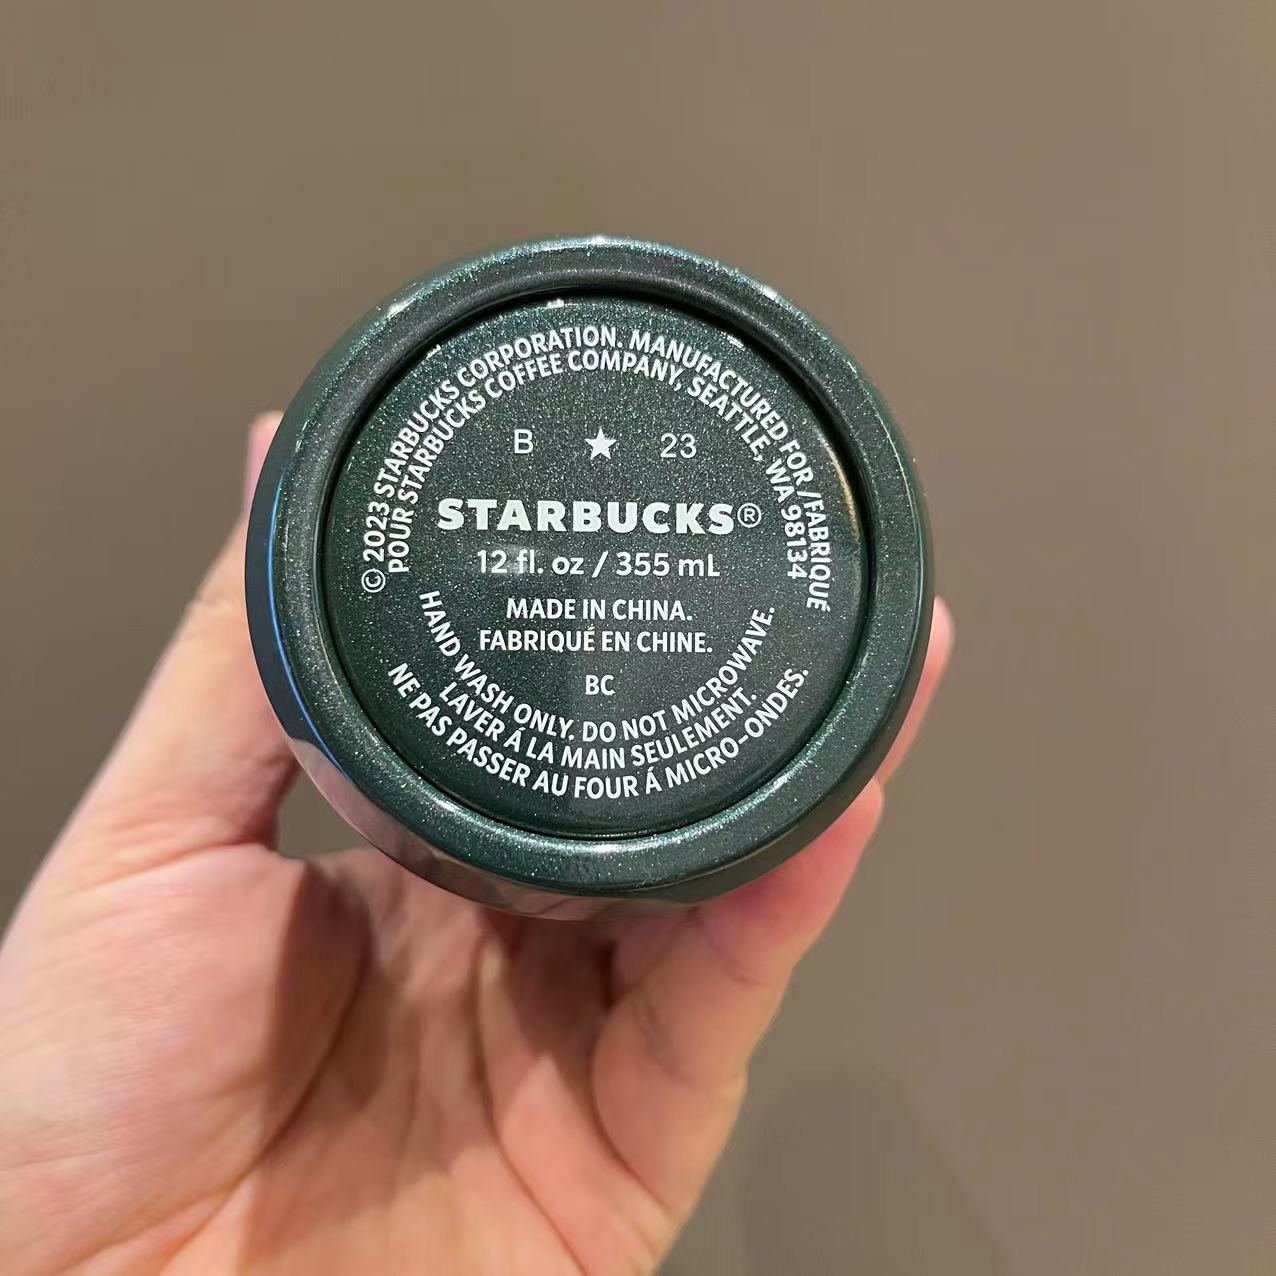 © 2023 STARBUCKS CORPORATION. MANUFACTURED FOR / FABRIQUÉ
POUR STARBUCKS COFFEE COMPANY, SEATTLE, WA 98134
B ★ 23
STARBUCKS®
12 fl. oz / 355 mL
MADE IN CHINA.
FABRIQUÉ EN CHINE.
BC
HAND WASH ONLY. DO NOT MICROWAVE.
LAVER Á LA MAIN SEULEMENT.
NE PAS PASSER AU FOUR Á MICRO-ONDES.